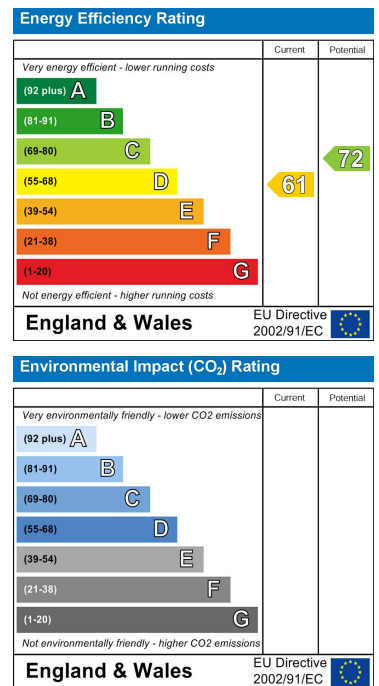 Energy Efficiency Rating
Current Potential
Very energy efficient - lower running costs
(92 plus) A
(81-91) B
(69-80) C
(55-68) D
(39-54) E
(21-38) F
(1-20) G
61
72
Not energy efficient - higher running costs
England & Wales
EU Directive
2002/91/EC
Environmental Impact (CO₂) Rating
Current Potential
Very environmentally friendly - lower CO2 emissions
(92 plus) A
(81-91) B
(69-80) C
(55-68) D
(39-54) E
(21-38) F
(1-20) G
Not environmentally friendly - higher CO2 emissions
England & Wales
EU Directive
2002/91/EC